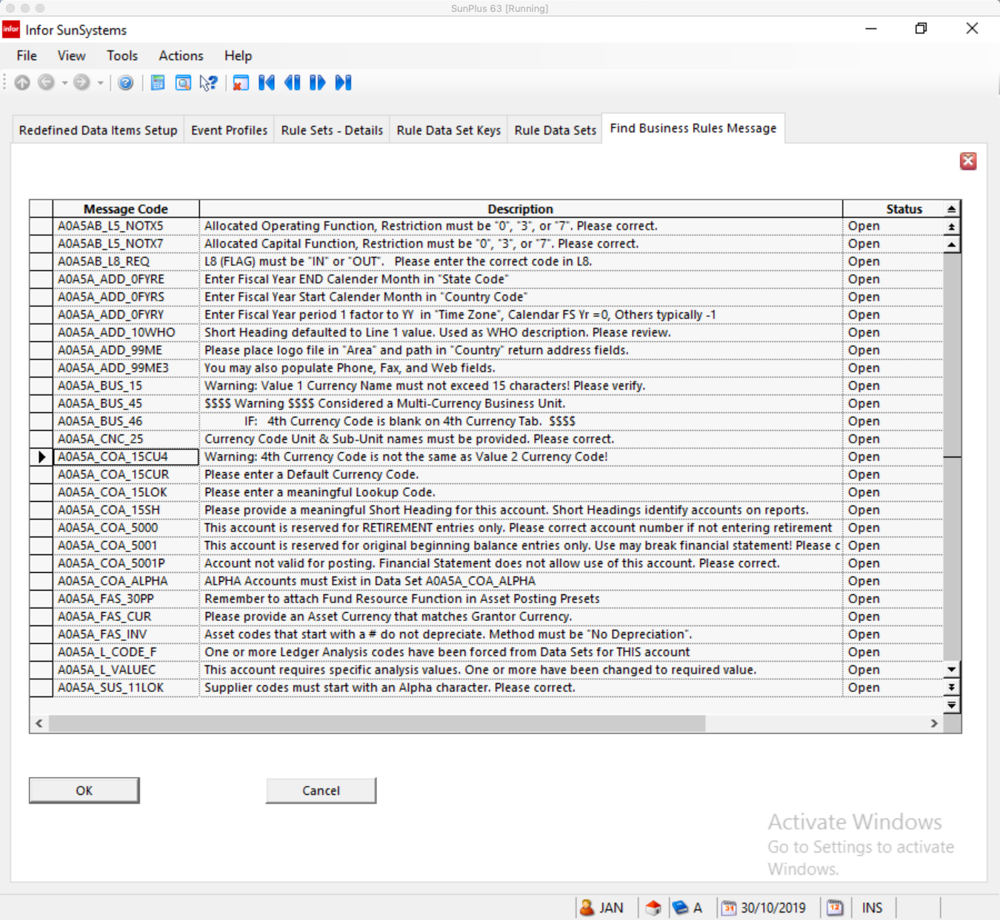 SunPlus 63 [Running]
infor Infor SunSystems
File View Tools Actions Help
Redefined Data Items Setup Event Profiles Rule Sets - Details Rule Data Set Keys Rule Data Sets Find Business Rules Message
Message Code Description Status
A0A5AB_L5_NOTX5 Allocated Operating Function, Restriction must be "0", "3", or "7". Please correct. Open
A0A5AB_L5_NOTX7 Allocated Capital Function, Restriction must be "0", "3", or "7". Please correct. Open
A0A5AB_L8_REQ L8 (FLAG) must be "IN" or "OUT". Please enter the correct code in L8. Open
A0A5A_ADD_0FYRE Enter Fiscal Year END Calender Month in "State Code" Open
A0A5A_ADD_0FYRS Enter Fiscal Year Start Calender Month in "Country Code" Open
A0A5A_ADD_0FYRY Enter Fiscal Year period 1 factor to YY in "Time Zone", Calendar FS Yr =0, Others typically -1 Open
A0A5A_ADD_10WHO Short Heading defaulted to Line 1 value. Used as WHO description. Please review. Open
A0A5A_ADD_99ME Please place logo file in "Area" and path in "Country" return address fields. Open
A0A5A_ADD_99ME3 You may also populate Phone, Fax, and Web fields. Open
A0A5A_BUS_15 Warning: Value 1 Currency Name must not exceed 15 characters! Please verify. Open
A0A5A_BUS_45 $$$$ Warning $$$$ Considered a Multi-Currency Business Unit. Open
A0A5A_BUS_46 IF: 4th Currency Code is blank on 4th Currency Tab. $$$$ Open
A0A5A_CNC_25 Currency Code Unit & Sub-Unit names must be provided. Please correct. Open
A0A5A_COA_15CU4 Warning: 4th Currency Code is not the same as Value 2 Currency Code! Open
A0A5A_COA_15CUR Please enter a Default Currency Code. Open
A0A5A_COA_15LOK Please enter a meaningful Lookup Code. Open
A0A5A_COA_15SH Please provide a meaningful Short Heading for this account. Short Headings identify accounts on reports. Open
A0A5A_COA_5000 This account is reserved for RETIREMENT entries only. Please correct account number if not entering retirement Open
A0A5A_COA_5001 This account is reserved for original beginning balance entries only. Use may break financial statement! Please c Open
A0A5A_COA_5001P Account not valid for posting. Financial Statement does not allow use of this account. Please correct. Open
A0A5A_COA_ALPHA ALPHA Accounts must Exist in Data Set A0A5A_COA_ALPHA Open
A0A5A_FAS_30PP Remember to attach Fund Resource Function in Asset Posting Presets Open
A0A5A_FAS_CUR Please provide an Asset Currency that matches Grantor Currency. Open
A0A5A_FAS_INV Asset codes that start with a # do not depreciate. Method must be "No Depreciation". Open
A0A5A_L_CODE_F One or more Ledger Analysis codes have been forced from Data Sets for THIS account Open
A0A5A_L_VALUEC This account requires specific analysis values. One or more have been changed to required value. Open
A0A5A_SUS_11LOK Supplier codes must start with an Alpha character. Please correct. Open
OK Cancel
Activate Windows
Go to Settings to activate
Windows.
JAN A 31 30/10/2019 12 INS